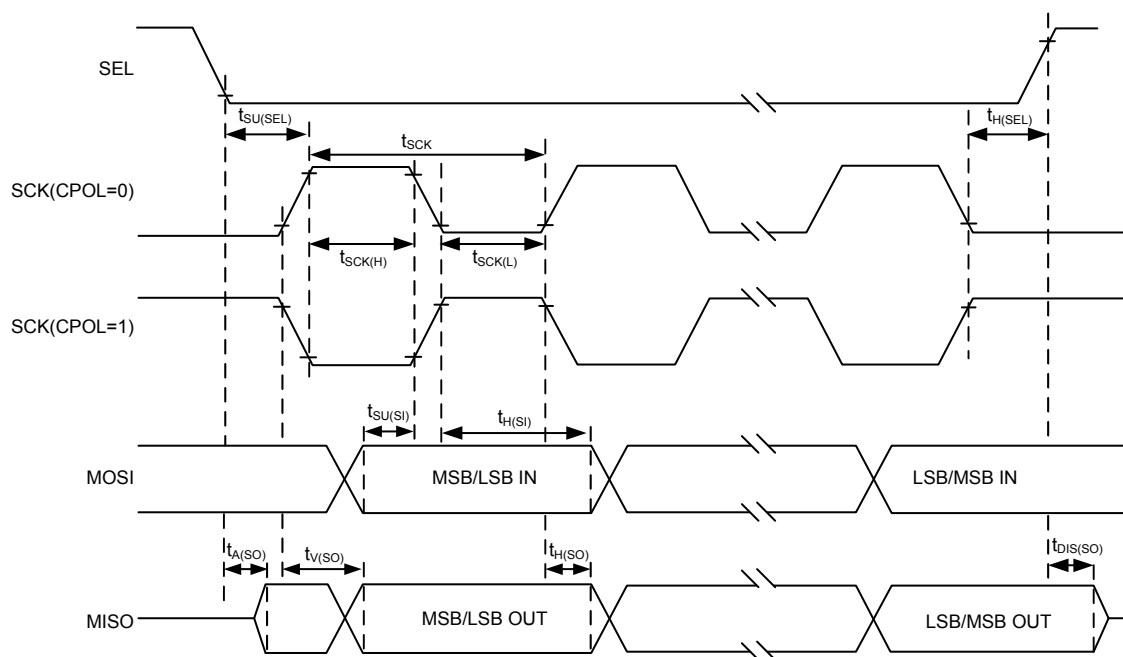 SEL
tSU(SEL)
tH(SEL)
tSCK
SCK(CPOL=0)
tSCK(H)
tSCK(L)
SCK(CPOL=1)
tSU(SI)
tH(SI)
MOSI
MSB/LSB IN
LSB/MSB IN
tA(SO)
tV(SO)
tH(SO)
tDIS(SO)
MISO
MSB/LSB OUT
LSB/MSB OUT